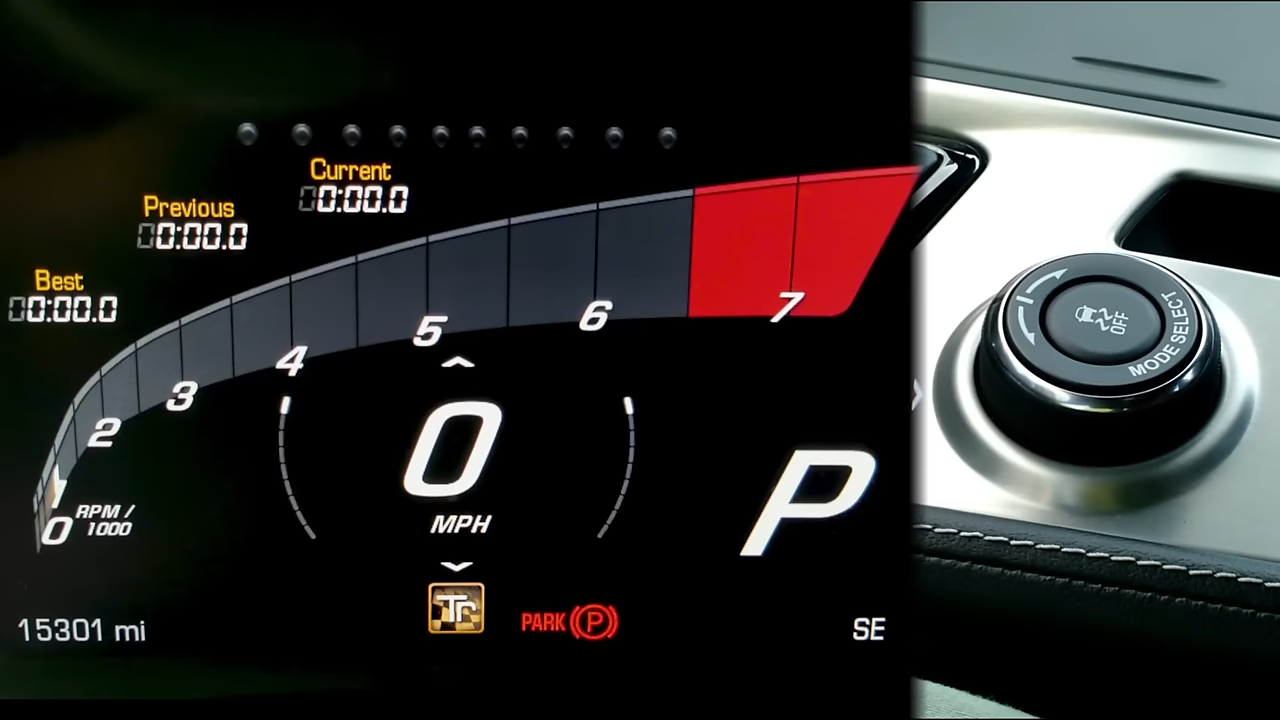 Current
00:00.0
Previous
00:00.0
Best
00:00.0
7
6
5
4
3
2
0
RPM /
1000
0
MPH
P
Tr
PARK P
15301 mi
SE
OFF
MODE SELECT